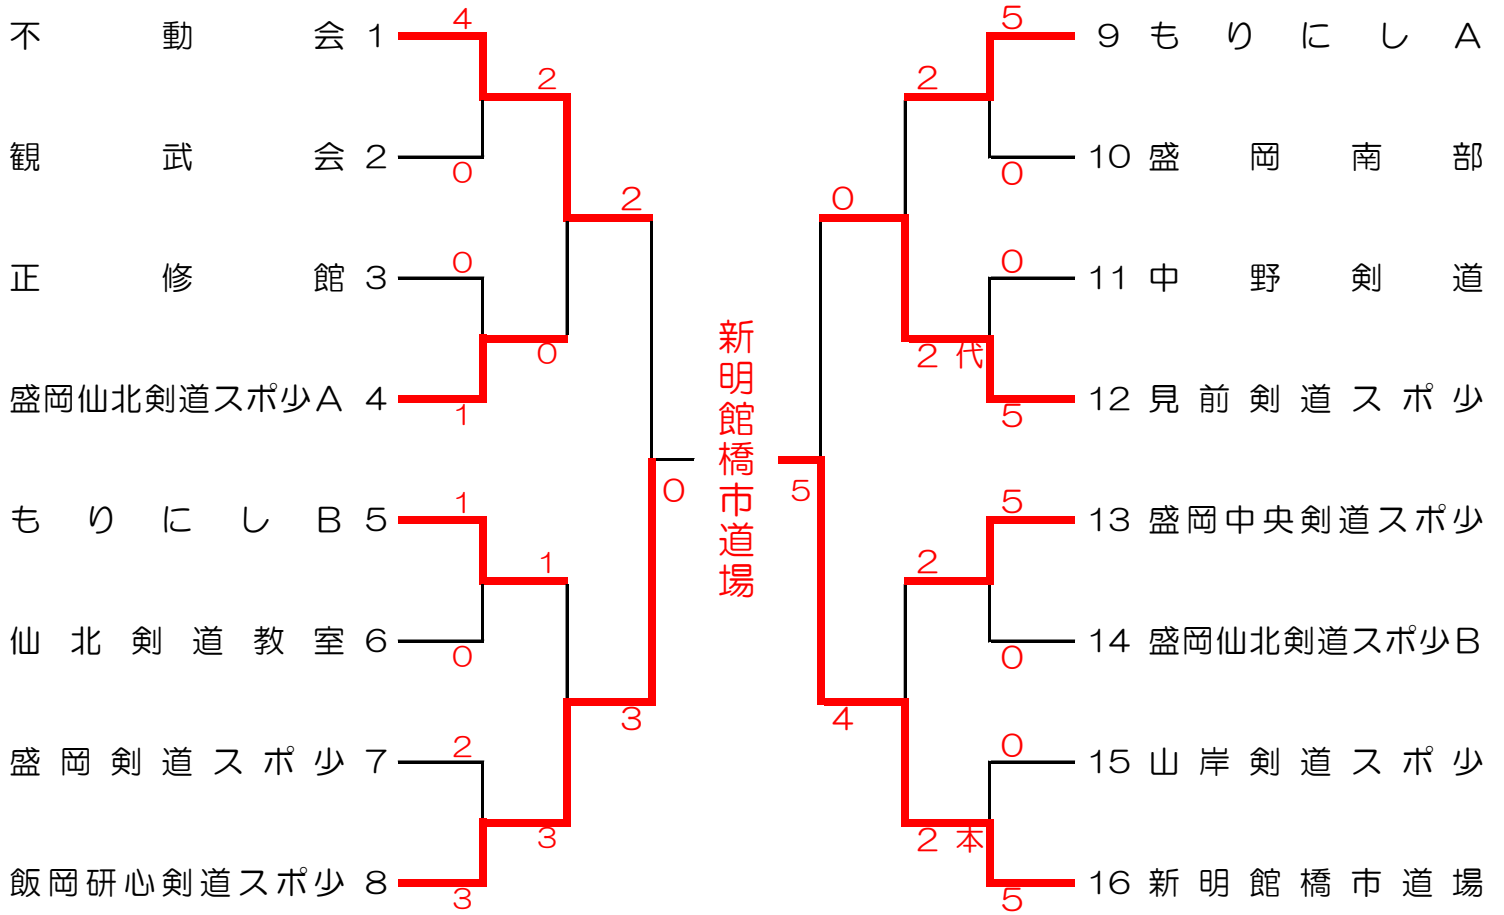 不動会 1
4
2
観武会 2
0
2
正修館 3
0
0
盛岡仙北剣道スポ少A 4
1
もりにしB 5
1
1
仙北剣道教室 6
0
3
盛岡剣道スポ少 7
2
3
飯岡研心剣道スポ少 8
3
0
新明館橋市道場
5
5
9 もりにしA
2
10 盛岡南部
0
0
11 中野剣道
0
2 代
12 見前剣道スポ少
5
13 盛岡中央剣道スポ少
5
2
14 盛岡仙北剣道スポ少B
0
4
15 山岸剣道スポ少
0
2 本
16 新明館橋市道場
5